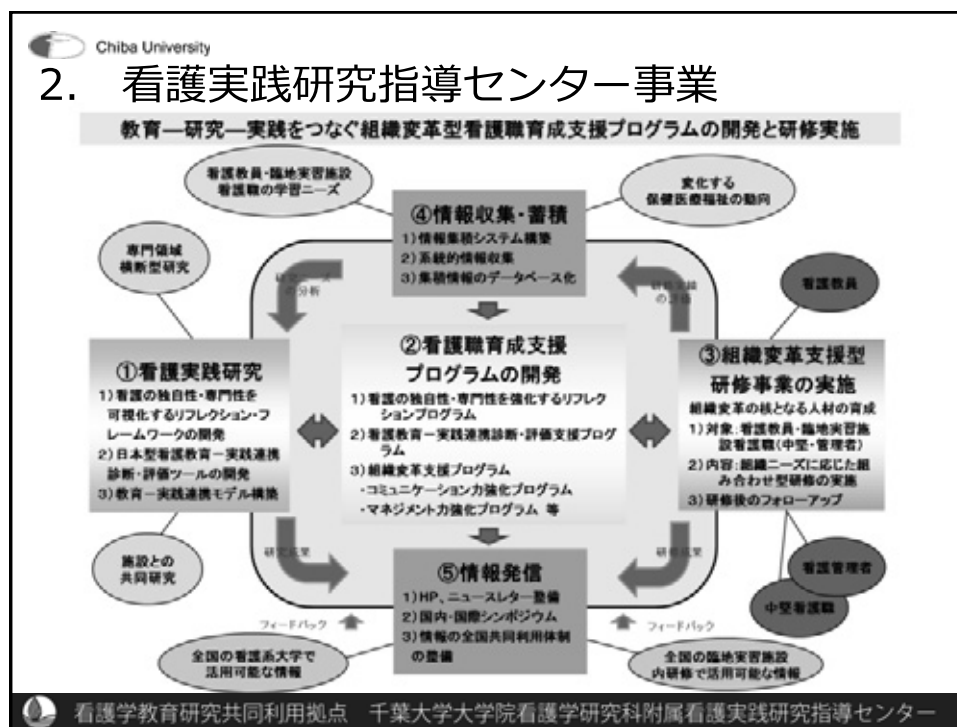 Chiba University
2. 看護実践研究指導センター事業
教育―研究―実践をつなぐ組織変革型看護職育成支援プログラムの開発と研修実施
看護教員・臨地実習施設
看護職の学習ニーズ
変化する
保健医療福祉の動向
④情報収集・蓄積
1)情報集積システム構築
2)系統的情報収集
3)集積情報のデータベース化
専門領域
横断型研究
研究ニーズ
の分析
の評価
看護教員
①看護実践研究
1)看護の独自性・専門性を
可視化するリフレクション・フ
レームワークの開発
2)日本型看護教育－実践連携
診断・評価ツールの開発
3)教育－実践連携モデル構築
②看護職育成支援
プログラムの開発
1)看護の独自性・専門性を強化するリフレク
ションプログラム
2)看護教育－実践連携診断・評価支援プログ
ラム
3)組織変革支援プログラム
・コミュニケーション力強化プログラム
・マネジメント力強化プログラム 等
③組織変革支援型
研修事業の実施
組織変革の核となる人材の育成
1)対象:看護教員・臨地実習施
設看護職(中堅・管理者)
2)内容:組織ニーズに応じた組
み合わせ型研修の実施
3)研修後のフォローアップ
施設との
共同研究
研究成果
研修成果
看護管理者
中堅看護職
⑤情報発信
1)HP、ニュースレター整備
2)国内・国際シンポジウム
3)情報の全国共同利用体制
の整備
フィードバック
フィードバック
全国の看護系大学で
活用可能な情報
全国の臨地実習施設
内研修で活用可能な情報
看護学教育研究共同利用拠点 千葉大学大学院看護学研究科附属看護実践研究指導センター